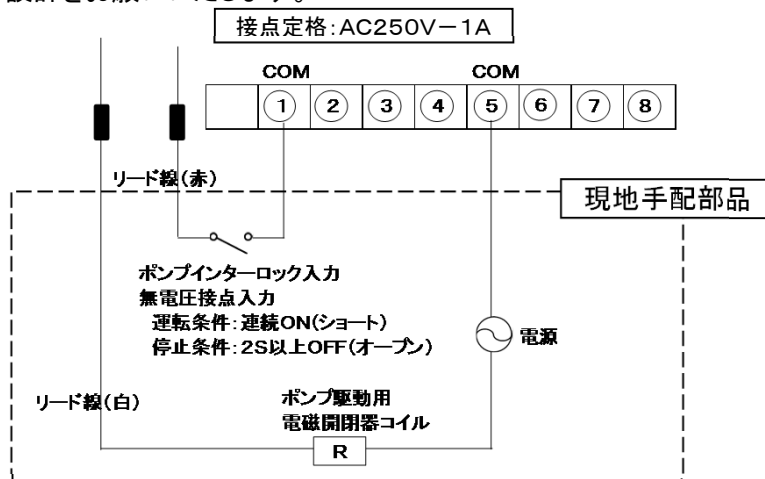 接点定格:AC250V－1A
COM
COM
① ② ③ ④ ⑤ ⑥ ⑦ ⑧
リード線(赤)
現地手配部品
ポンプインターロック入力
無電圧接点入力
運転条件:連続ON(ショート)
停止条件:2S以上OFF(オープン)
電源
リード線(白)
ポンプ駆動用
電磁開閉器コイル
R